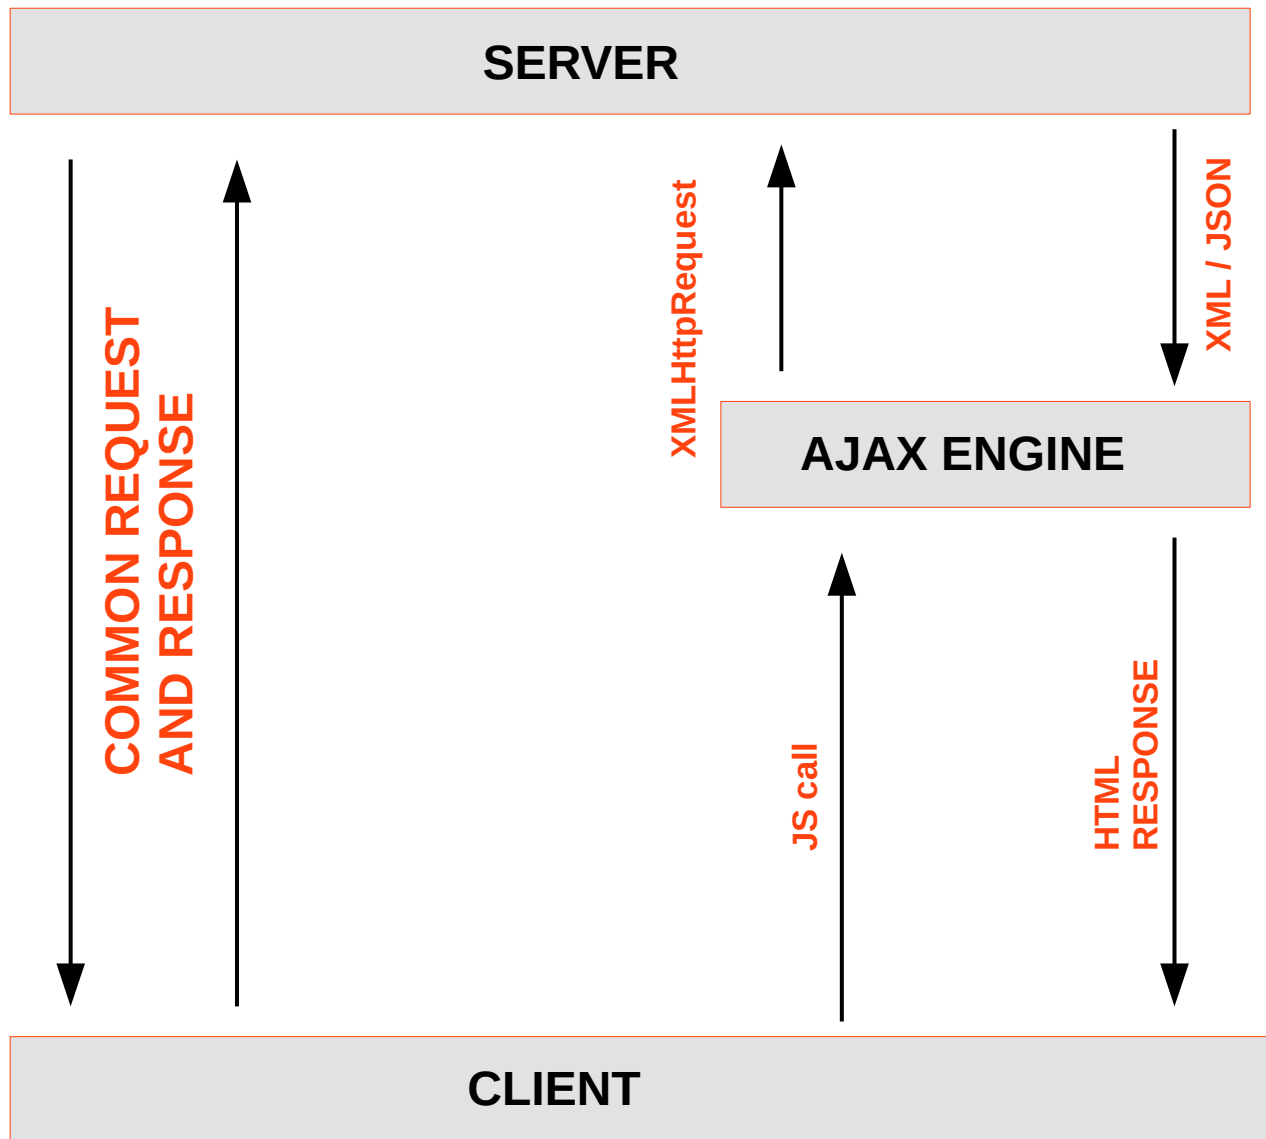 SERVER
COMMON REQUEST
AND RESPONSE
XMLHttpRequest
XML / JSON
AJAX ENGINE
JS call
HTML
RESPONSE
CLIENT